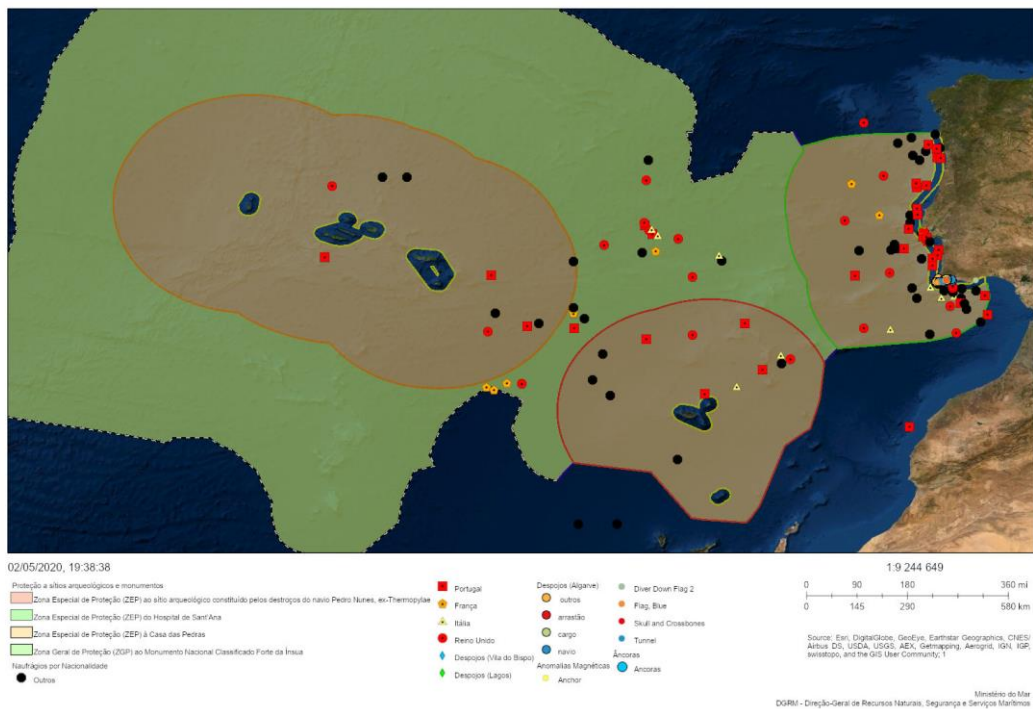 02/05/2020, 19:38:38
1:9 244 649
Proteção a sítios arqueológicos e monumentos
Zona Especial de Proteção (ZEP) ao sítio arqueológico constituído pelos destroços do navio Pedro Nunes, ex-Thermopylae
Zona Especial de Proteção (ZEP) do Hospital de Sant'Ana
Zona Especial de Proteção (ZEP) à Casa das Pedras
Zona Geral de Proteção (ZGP) ao Monumento Nacional Classificado Forte da Ínsua
Naufrágios por Nacionalidade
Outros
Portugal
França
Itália
Reino Unido
Despojos (Vila do Bispo)
Despojos (Lagos)
Despojos (Algarve)
outros
arrastão
cargo
navio
Anomalias Magnéticas
Anchor
Diver Down Flag 2
Flag, Blue
Skull and Crossbones
Tunnel
Âncoras
Ancoras
0 90 180 360 mi
0 145 290 580 km
Source: Esri, DigitalGlobe, GeoEye, Earthstar Geographics, CNES/
Airbus DS, USDA, USGS, AEX, Getmapping, Aerogrid, IGN, IGP,
swisstopo, and the GIS User Community; 1
Ministério do Mar
DGRM - Direção-Geral de Recursos Naturais, Segurança e Serviços Marítimos